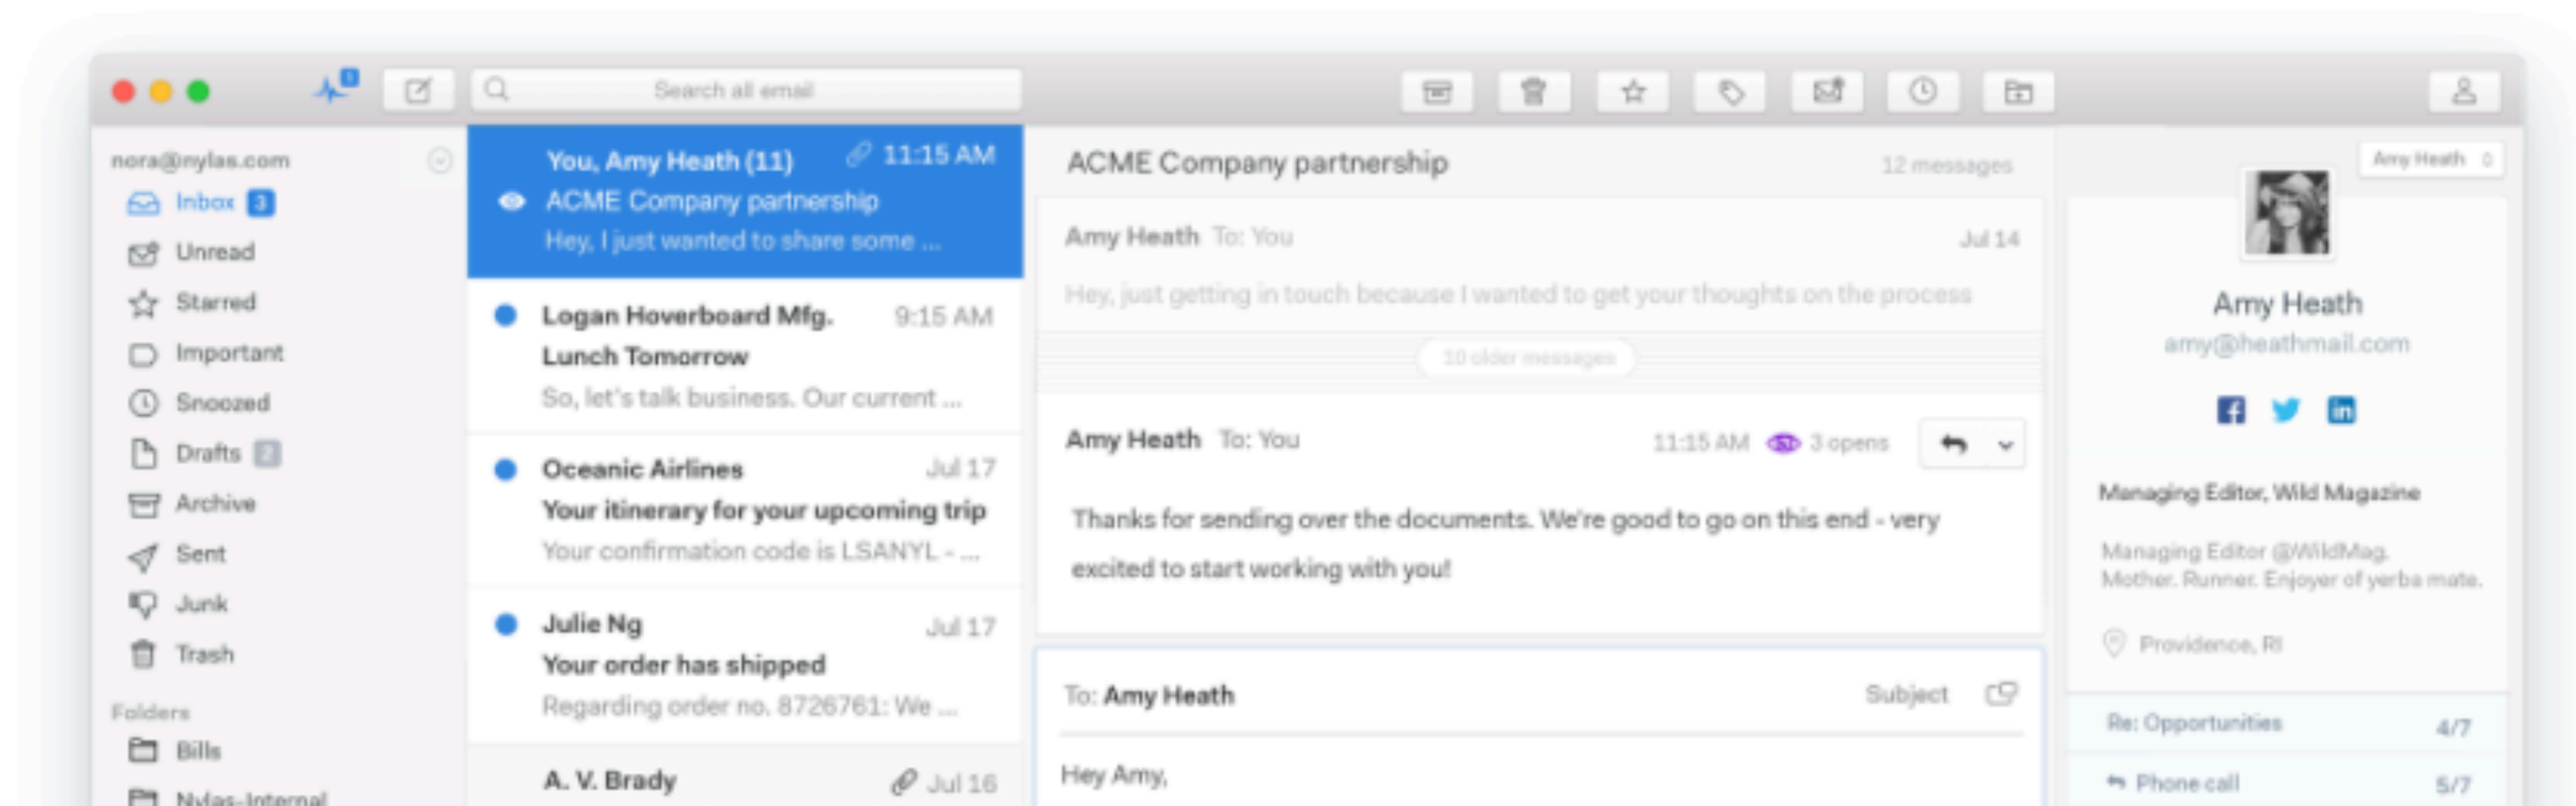 1
Search all email
nora@nylas.com
Inbox 3
Unread
Starred
Important
Snoozed
Drafts 2
Archive
Sent
Junk
Trash
Folders
Bills
Nylas-Internal
You, Amy Heath (11) 11:15 AM
ACME Company partnership
Hey, I just wanted to share some ...
Logan Hoverboard Mfg. 9:15 AM
Lunch Tomorrow
So, let's talk business. Our current ...
Oceanic Airlines Jul 17
Your itinerary for your upcoming trip
Your confirmation code is LSANYL - ...
Julie Ng Jul 17
Your order has shipped
Regarding order no. 8726761: We ...
A. V. Brady Jul 16
ACME Company partnership 12 messages
Amy Heath To: You Jul 14
Hey, just getting in touch because I wanted to get your thoughts on the process
10 older messages
Amy Heath To: You 11:15 AM 3 opens
Thanks for sending over the documents. We're good to go on this end - very
excited to start working with you!
To: Amy Heath Subject
Hey Amy,
Amy Heath
Amy Heath
amy@heathmail.com
f in
Managing Editor, Wild Magazine
Managing Editor @WildMag.
Mother. Runner. Enjoyer of yerba mate.
Providence, RI
Re: Opportunities 4/7
Phone call 5/7